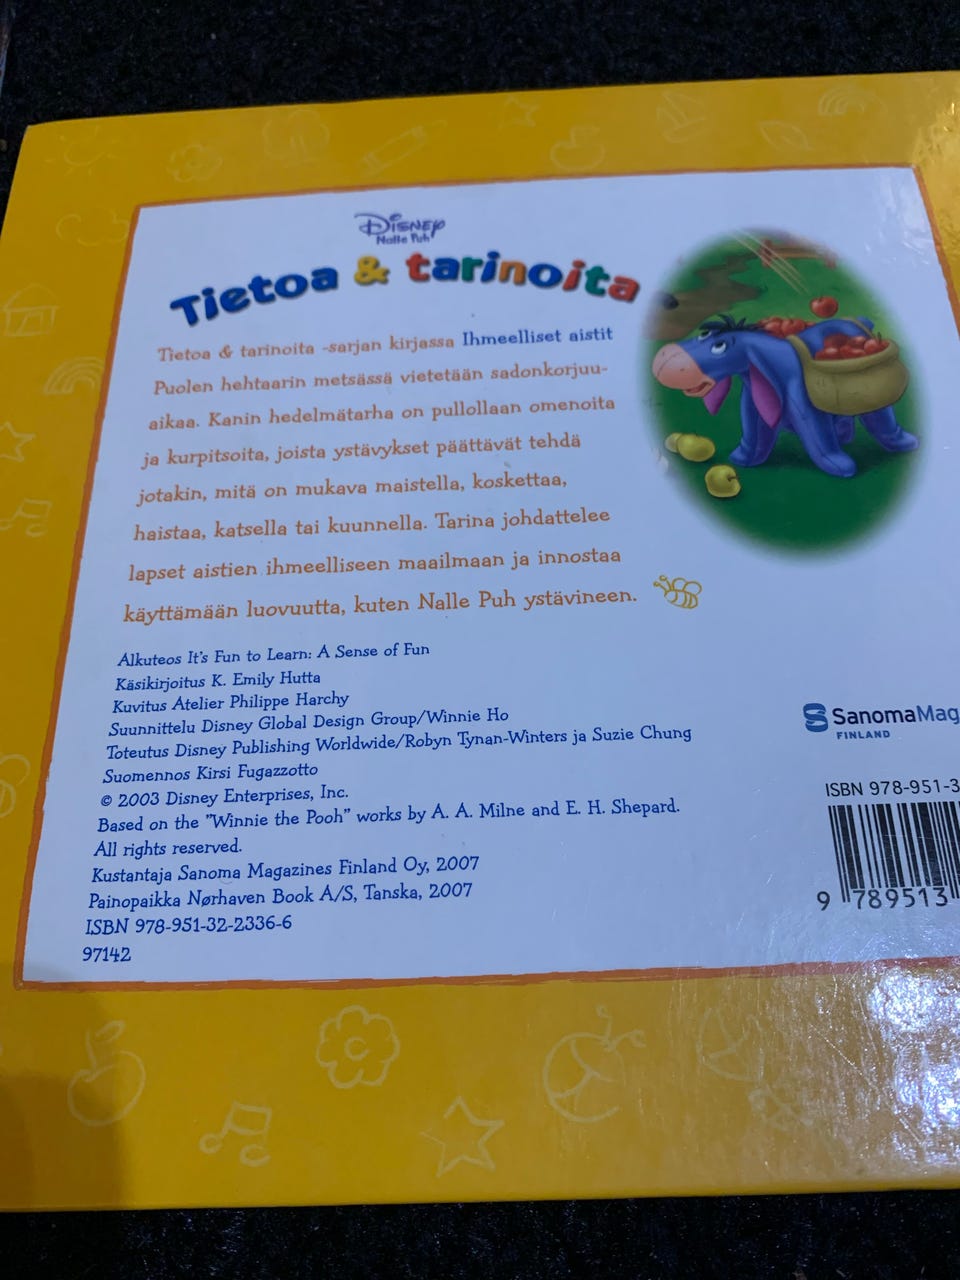 Disney
Nalle Puh
Tietoa & tarinoita
Tietoa & tarinoita -sarjan kirjassa Ihmeelliset aistit
Puolen hehtaarin metsässä vietetään sadonkorjuu-
aikaa. Kanin hedelmätarha on pullollaan omenoita
ja kurpitsoita, joista ystävykset päättävät tehdä
jotakin, mitä on mukava maistella, koskettaa,
haistaa, katsella tai kuunnella. Tarina johdattelee
lapset aistien ihmeelliseen maailmaan ja innostaa
käyttämään luovuutta, kuten Nalle Puh ystävineen.
Alkuteos It's Fun to Learn: A Sense of Fun
Käsikirjoitus K. Emily Hutta
Kuvitus Atelier Philippe Harchy
Suunnittelu Disney Global Design Group/Winnie Ho
Toteutus Disney Publishing Worldwide/Robyn Tynan-Winters ja Suzie Chung
Suomennos Kirsi Fugazzotto
© 2003 Disney Enterprises, Inc.
Based on the "Winnie the Pooh" works by A. A. Milne and E. H. Shepard.
All rights reserved.
Kustantaja Sanoma Magazines Finland Oy, 2007
Painopaikka Nørhaven Book A/S, Tanska, 2007
ISBN 978-951-32-2336-6
97142
SanomaMag
FINLAND
ISBN 978-951-3
9 789513